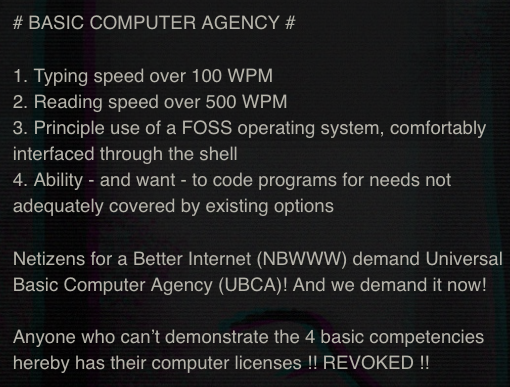 # BASIC COMPUTER AGENCY #
1. Typing speed over 100 WPM
2. Reading speed over 500 WPM
3. Principle use of a FOSS operating system, comfortably
interfaced through the shell
4. Ability - and want - to code programs for needs not
adequately covered by existing options
Netizens for a Better Internet (NBWWW) demand Universal
Basic Computer Agency (UBCA)! And we demand it now!
Anyone who can’t demonstrate the 4 basic competencies
hereby has their computer licenses !! REVOKED !!